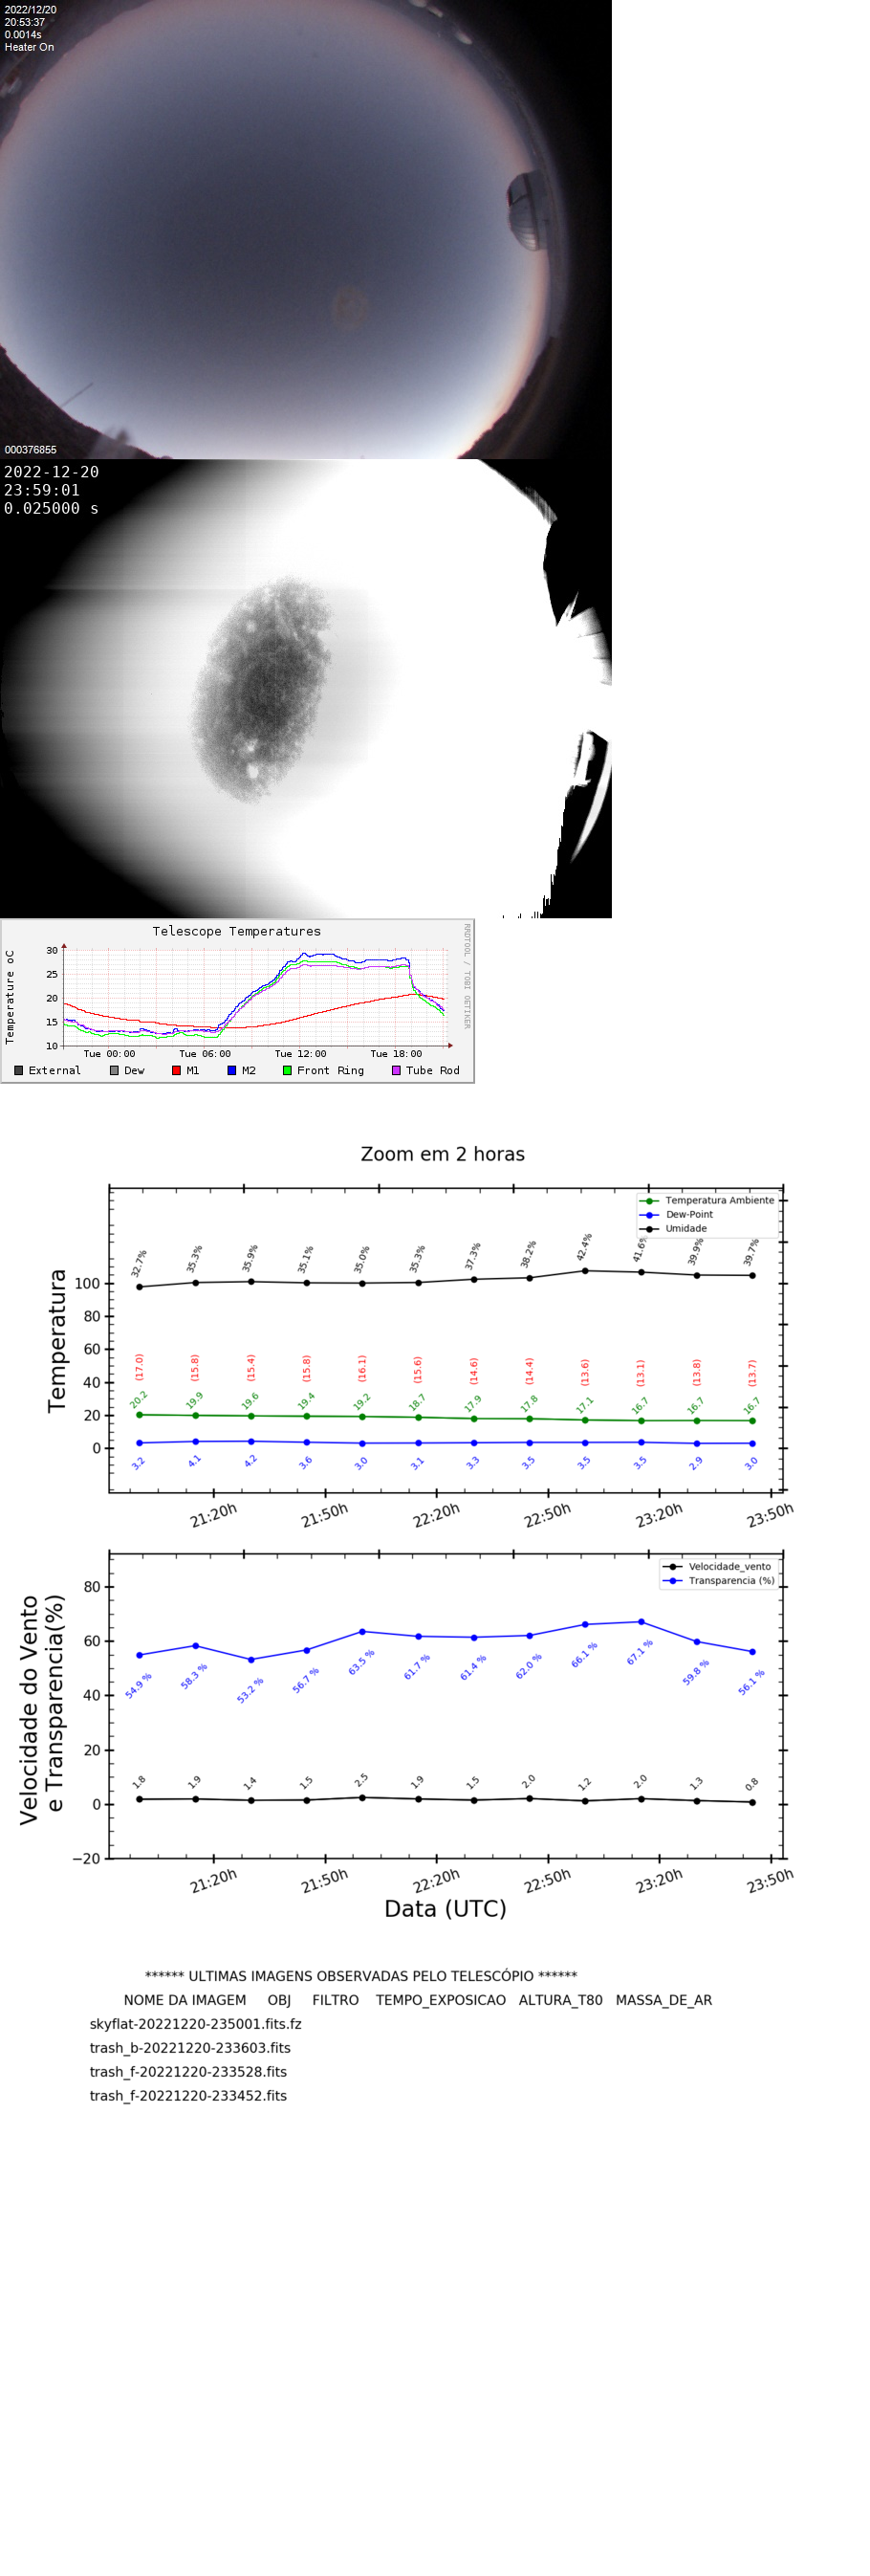 2022/12/20
20:53:37
0.0014s
Heater On
000376855
2022-12-20
23:59:01
0.025000 s
Telescope Temperatures
RRDTOOL / TOBI OETIKER
Temperature oC
30
25
20
15
10
Tue 00:00 Tue 06:00 Tue 12:00 Tue 18:00
External Dew M1 M2 Front Ring Tube Rod
Zoom em 2 horas
Temperatura Ambiente
Dew-Point
Umidade
Temperatura
32.7% 35.3% 35.9% 35.1% 35.0% 35.3% 37.3% 38.2% 42.4% 41.6% 39.9% 39.7%
100
80
60
(17.0) (15.8) (15.4) (15.8) (16.1) (15.6) (14.6) (14.4) (13.6) (13.1) (13.8) (13.7)
40
20.2 19.9 19.6 19.4 19.2 18.7 17.9 17.8 17.1 16.7 16.7 16.7
20
0
3.2 4.1 4.2 3.6 3.0 3.1 3.3 3.5 3.5 3.5 2.9 3.0
21:20h 21:50h 22:20h 22:50h 23:20h 23:50h
Velocidade_vento
Transparencia (%)
Velocidade do Vento
e Transparencia(%)
80
60
54.9 % 58.3 % 53.2 % 56.7 % 63.5 % 61.7 % 61.4 % 62.0 % 66.1 % 67.1 % 59.8 % 56.1 %
40
20
1.8 1.9 1.4 1.5 2.5 1.9 1.5 2.0 1.2 2.0 1.3 0.8
0
−20
21:20h 21:50h 22:20h 22:50h 23:20h 23:50h
Data (UTC)
****** ULTIMAS IMAGENS OBSERVADAS PELO TELESCÓPIO ******
NOME DA IMAGEM OBJ FILTRO TEMPO_EXPOSICAO ALTURA_T80 MASSA_DE_AR
skyflat-20221220-235001.fits.fz
trash_b-20221220-233603.fits
trash_f-20221220-233528.fits
trash_f-20221220-233452.fits